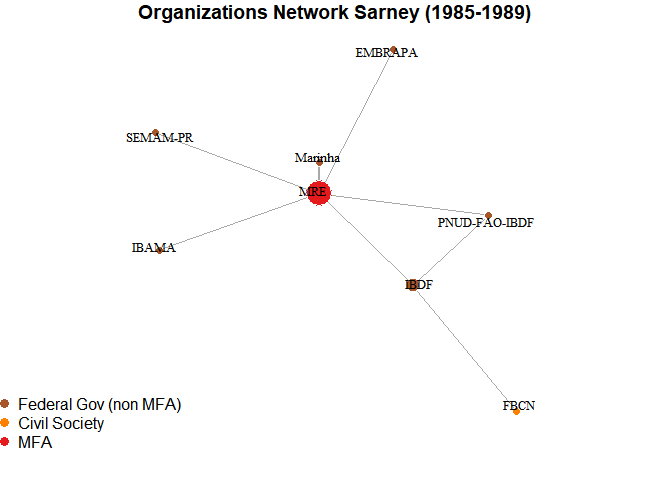 Organizations Network Sarney (1985-1989)
EMBRAPA
SEMAM-PR
Marinha
MRE
PNUD-FAO-IBDF
IBAMA
IBDF
FBCN
Federal Gov (non MFA)
Civil Society
MFA